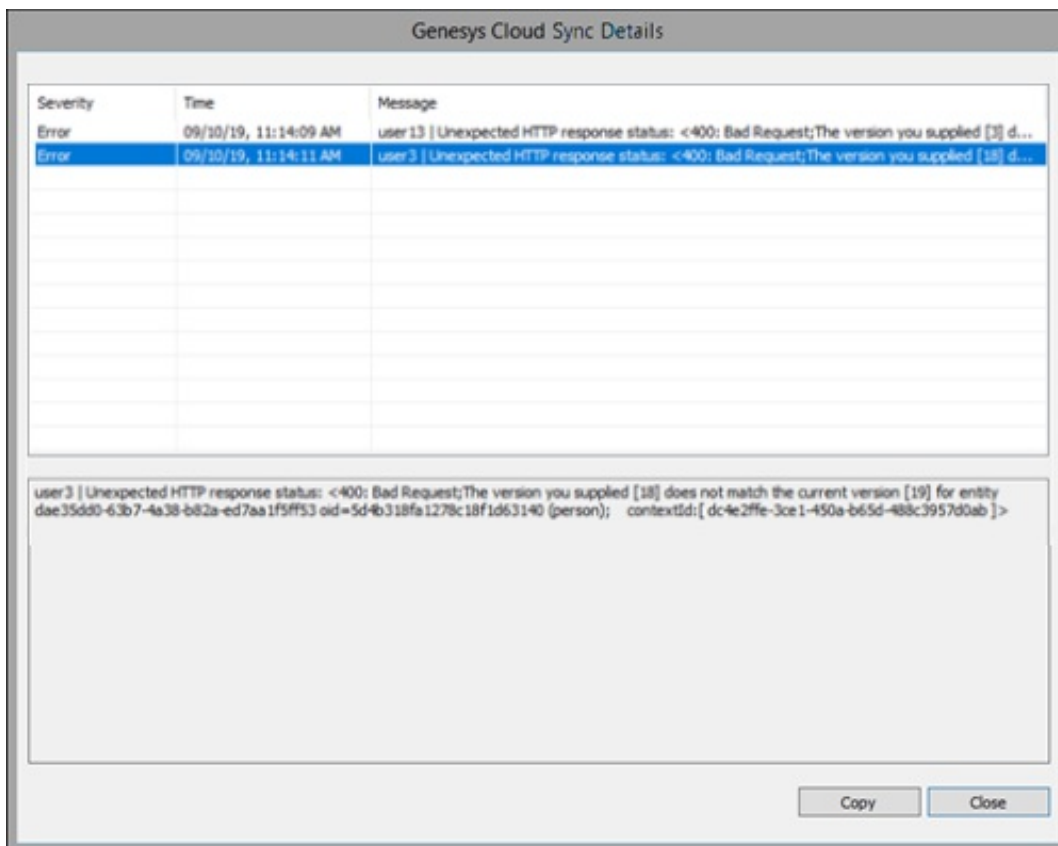 Genesys Cloud Sync Details
Severity Time Message
Error 09/10/19, 11:14:09 AM user13 | Unexpected HTTP response status: <400: Bad Request;The version you supplied [3] d...
Error 09/10/19, 11:14:11 AM user3 | Unexpected HTTP response status: <400: Bad Request;The version you supplied [18] d...
user3 | Unexpected HTTP response status: <400: Bad Request;The version you supplied [18] does not match the current version [19] for entity
dae35dd0-63b7-4a38-b82a-ed7aa1f5ff53 oid=5d4b318fa1278c18f1d63140 (person); contextId:[ dc4e2ffe-3ce1-450a-b65d-488c3957d0ab ]>
Copy Close